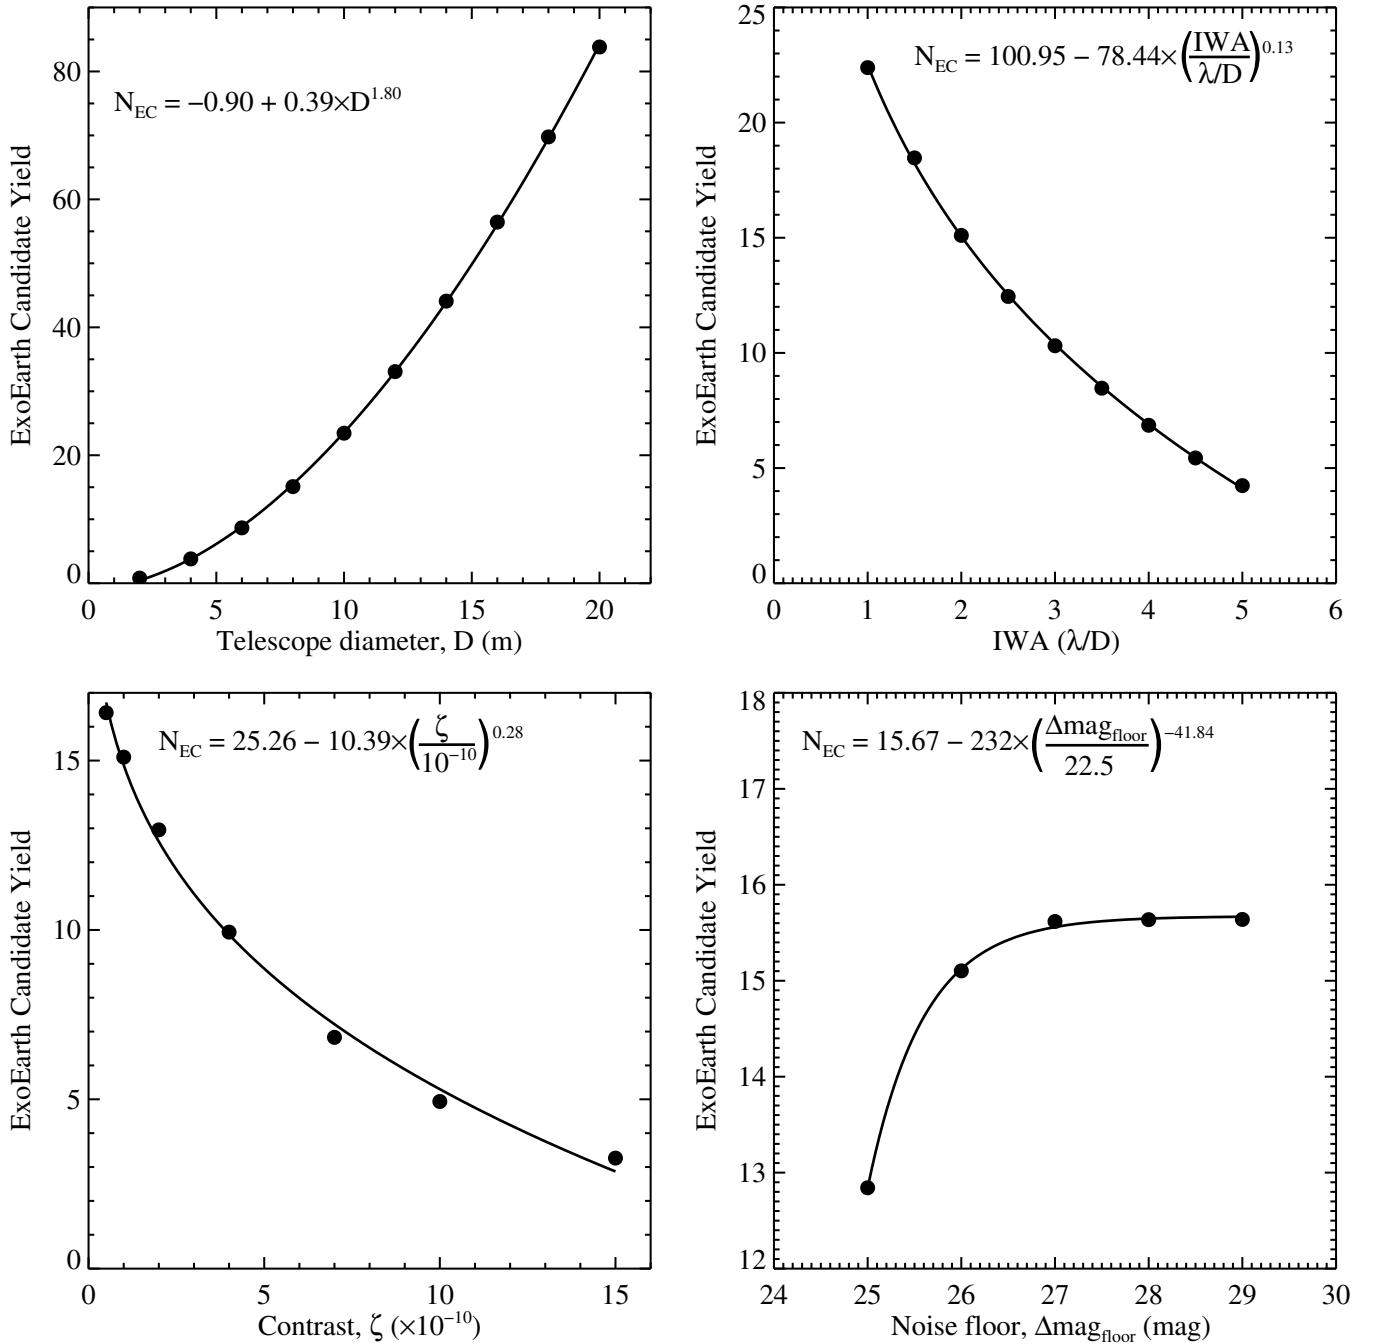 80
60
40
20
0
0 5 10 15 20
Telescope diameter, D (m)
ExoEarth Candidate Yield
N_EC = −0.90 + 0.39×D^1.80
25
20
15
10
5
0
0 1 2 3 4 5 6
IWA (λ/D)
ExoEarth Candidate Yield
N_EC = 100.95 − 78.44×(IWA/(λ/D))^0.13
15
10
5
0
0 5 10 15
Contrast, ζ (×10^−10)
ExoEarth Candidate Yield
N_EC = 25.26 − 10.39×(ζ/10^−10)^0.28
18
17
16
15
14
13
12
24 25 26 27 28 29 30
Noise floor, Δmag_floor (mag)
ExoEarth Candidate Yield
N_EC = 15.67 − 232×(Δmag_floor/22.5)^−41.84